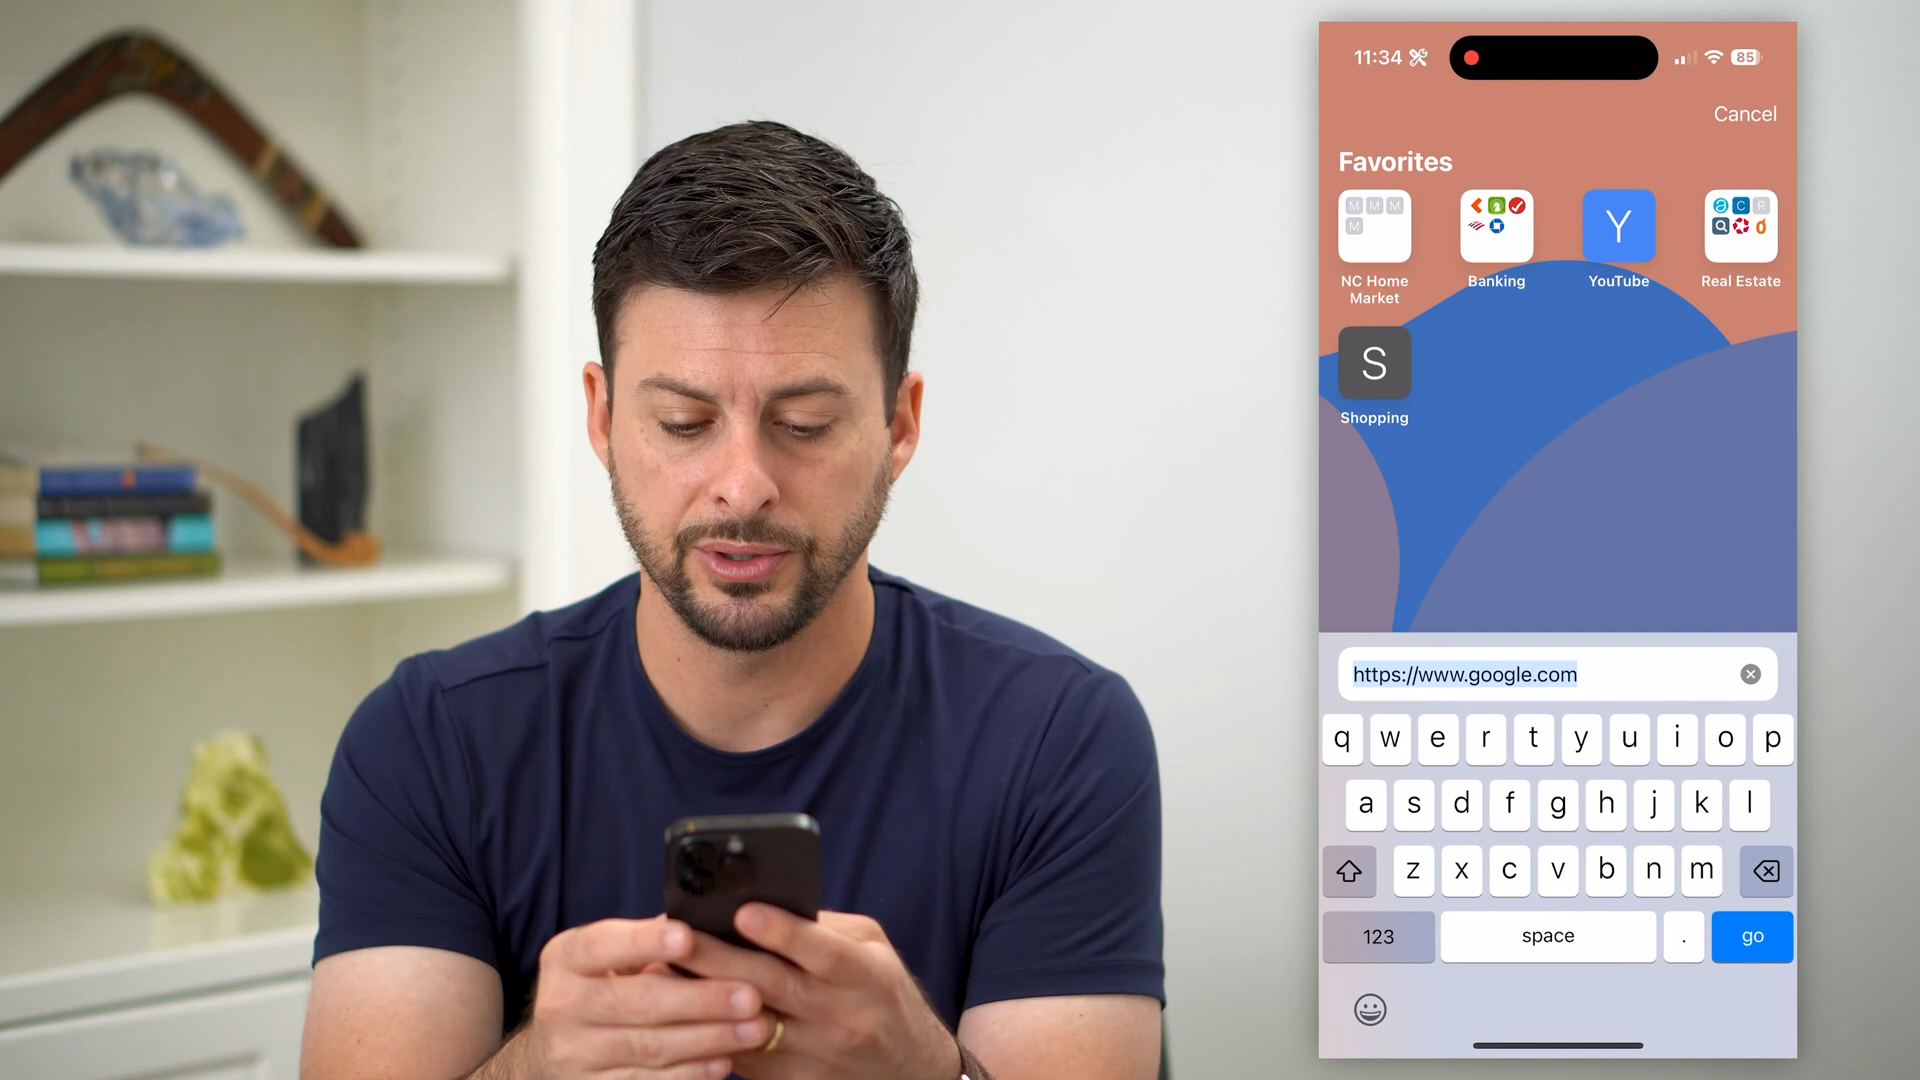 11:34
85
Cancel
Favorites
M M M
M
Y
C R
NC Home
Market
Banking
YouTube
Real Estate
S
Shopping
https://www.google.com
q w e r t y u i o p
a s d f g h j k l
z x c v b n m
123 space . go